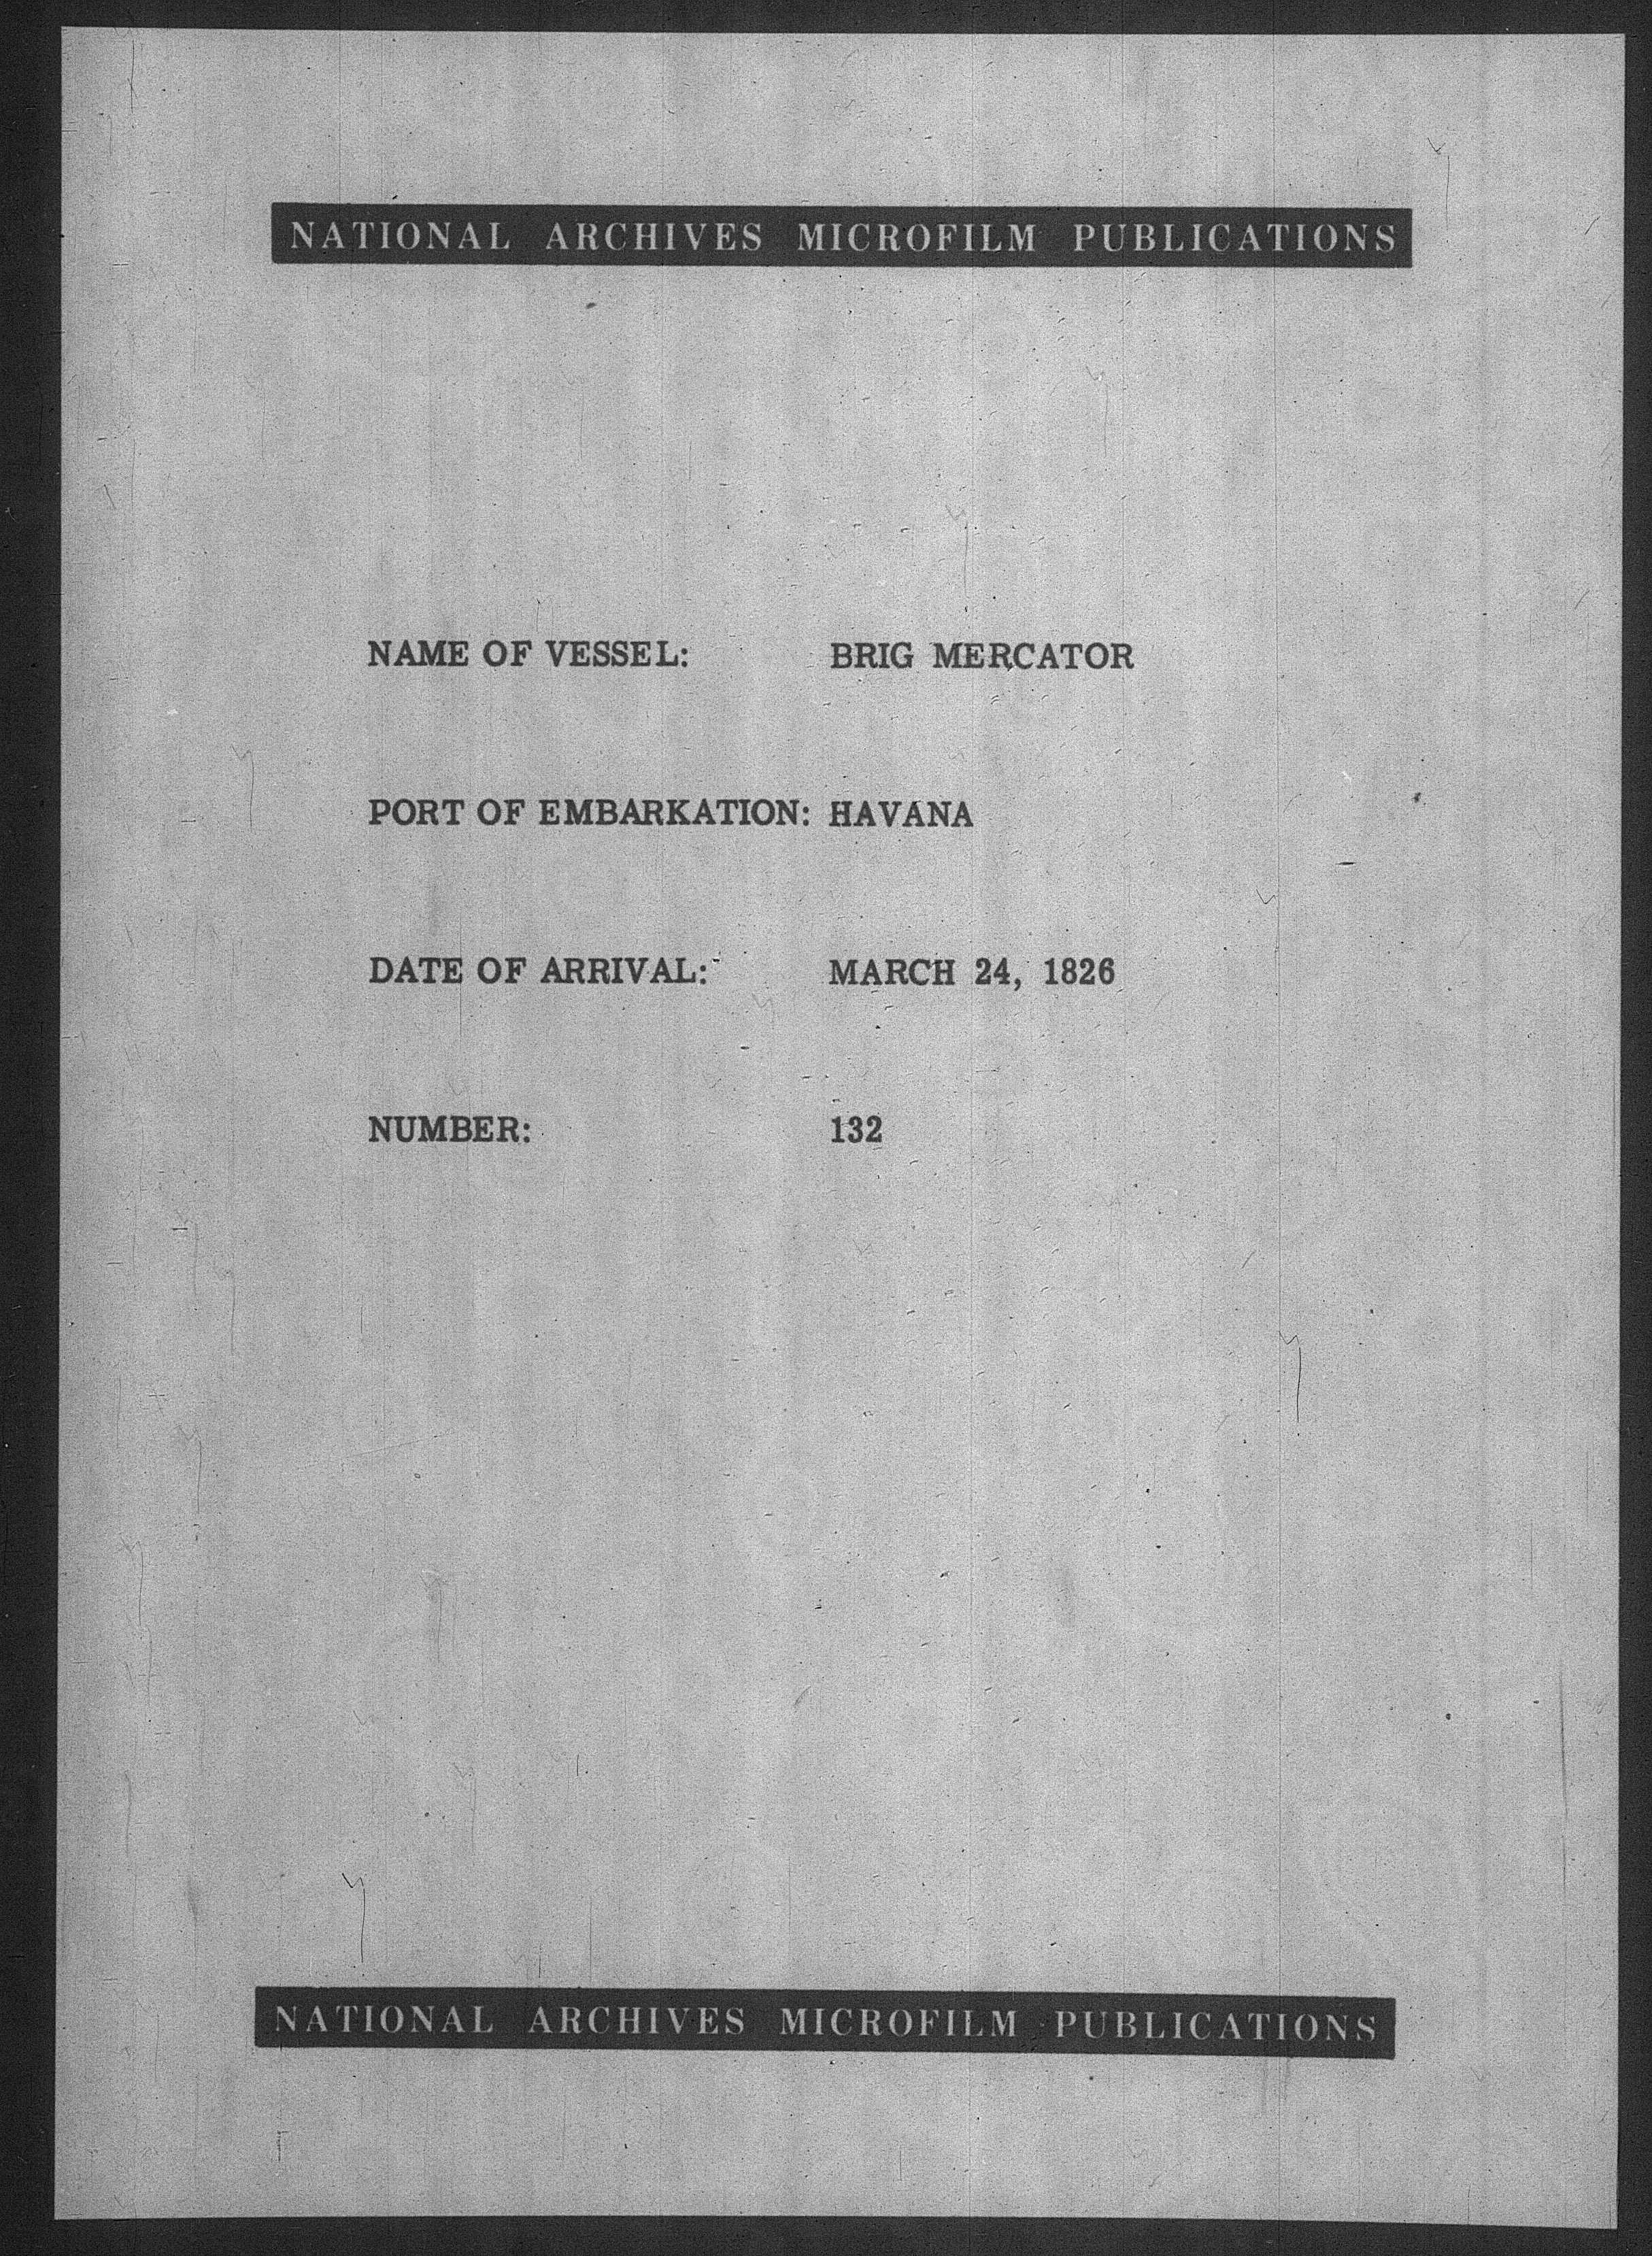 NATIONAL ARCHIVES MICROFILM PUBLICATIONS
NAME OF VESSEL: BRIG MERCATOR
PORT OF EMBARKATION: HAVANA
DATE OF ARRIVAL: MARCH 24, 1826
NUMBER: 132
NATIONAL ARCHIVES MICROFILM PUBLICATIONS